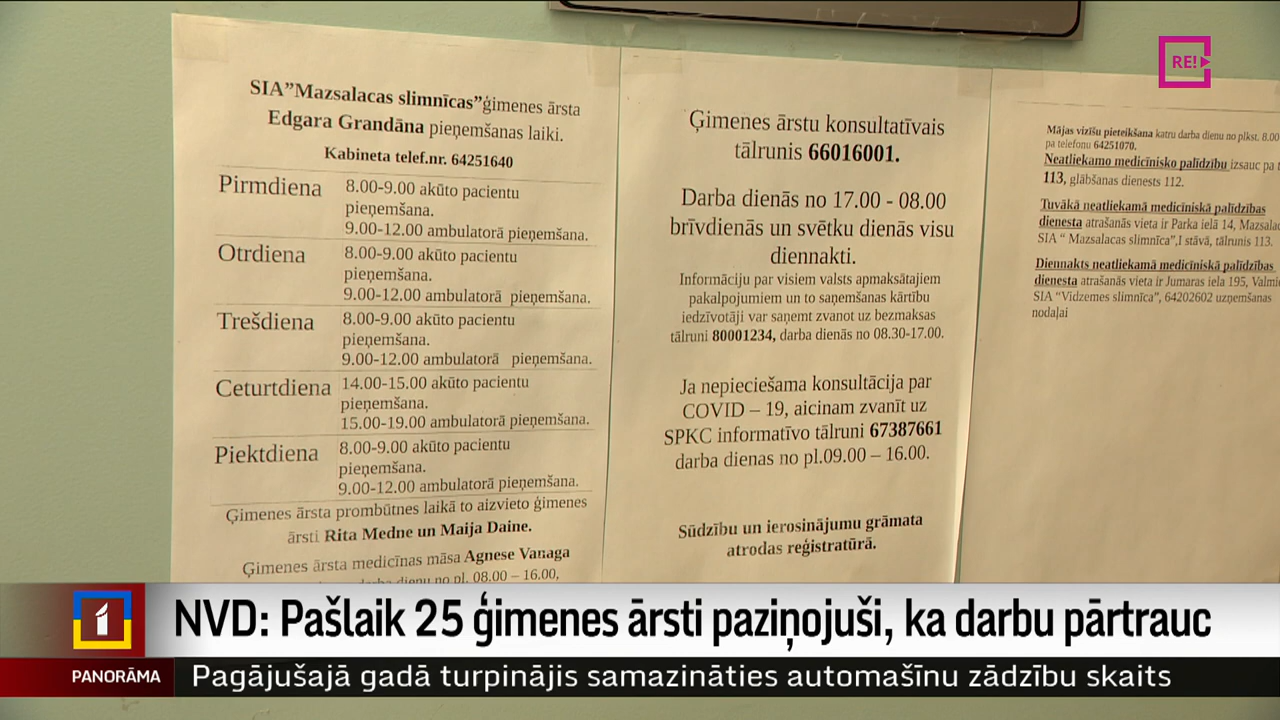 RE!
SIA”Mazsalacas slimnīcas”ģimenes ārsta
Edgara Grandāna pieņemšanas laiki.
Kabineta telef.nr. 64251640
Pirmdiena
8.00-9.00 akūto pacientu
pieņemšana.
9.00-12.00 ambulatorā pieņemšana.
Otrdiena
8.00-9.00 akūto pacientu
pieņemšana.
9.00-12.00 ambulatorā pieņemšana.
Trešdiena
8.00-9.00 akūto pacientu
pieņemšana.
9.00-12.00 ambulatorā pieņemšana.
Ceturtdiena
14.00-15.00 akūto pacientu
pieņemšana.
15.00-19.00 ambulatorā pieņemšana.
Piektdiena
8.00-9.00 akūto pacientu
pieņemšana.
9.00-12.00 ambulatorā pieņemšana.
Ģimenes ārsta prombūtnes laikā to aizvieto ģimenes
ārsti Rita Medne un Maija Daine.
Ģimenes ārsta medicīnas māsa Agnese Vanaga
darba dienu no pl. 08.00 – 16.00,
Ģimenes ārstu konsultatīvais
tālrunis 66016001.
Darba dienās no 17.00 - 08.00
brīvdienās un svētku dienās visu
diennakti.
Informāciju par visiem valsts apmaksātajiem
pakalpojumiem un to saņemšanas kārtību
iedzīvotāji var saņemt zvanot uz bezmaksas
tālruni 80001234, darba dienās no 08.30-17.00.
Ja nepieciešama konsultācija par
COVID – 19, aicinam zvanīt uz
SPKC informatīvo tālruni 67387661
darba dienas no pl.09.00 – 16.00.
Sūdzību un ierosinājumu grāmata
atrodas reģistratūrā.
Mājas vizīšu pieteikšana katru darba dienu no plkst. 8.00
pa telefonu 64251070.
Neatliekamo medicīnisko palīdzību izsauc pa
113, glābšanas dienests 112.
Tuvākā neatliekamā medicīniskā palīdzības
dienesta atrašanās vieta ir Parka ielā 14, Mazsalac
SIA “ Mazsalacas slimnīca”,I stāvā, tālrunis 113.
Diennakts neatliekamā medicīniskā palīdzības
dienesta atrašanās vieta ir Jumaras iela 195, Valmie
SIA “Vidzemes slimnīca”, 64202602 uzņemšanas
nodaļai
1
NVD: Pašlaik 25 ģimenes ārsti paziņojuši, ka darbu pārtrauc
PANORĀMA
Pagājušajā gadā turpinājis samazināties automašīnu zādzību skaits